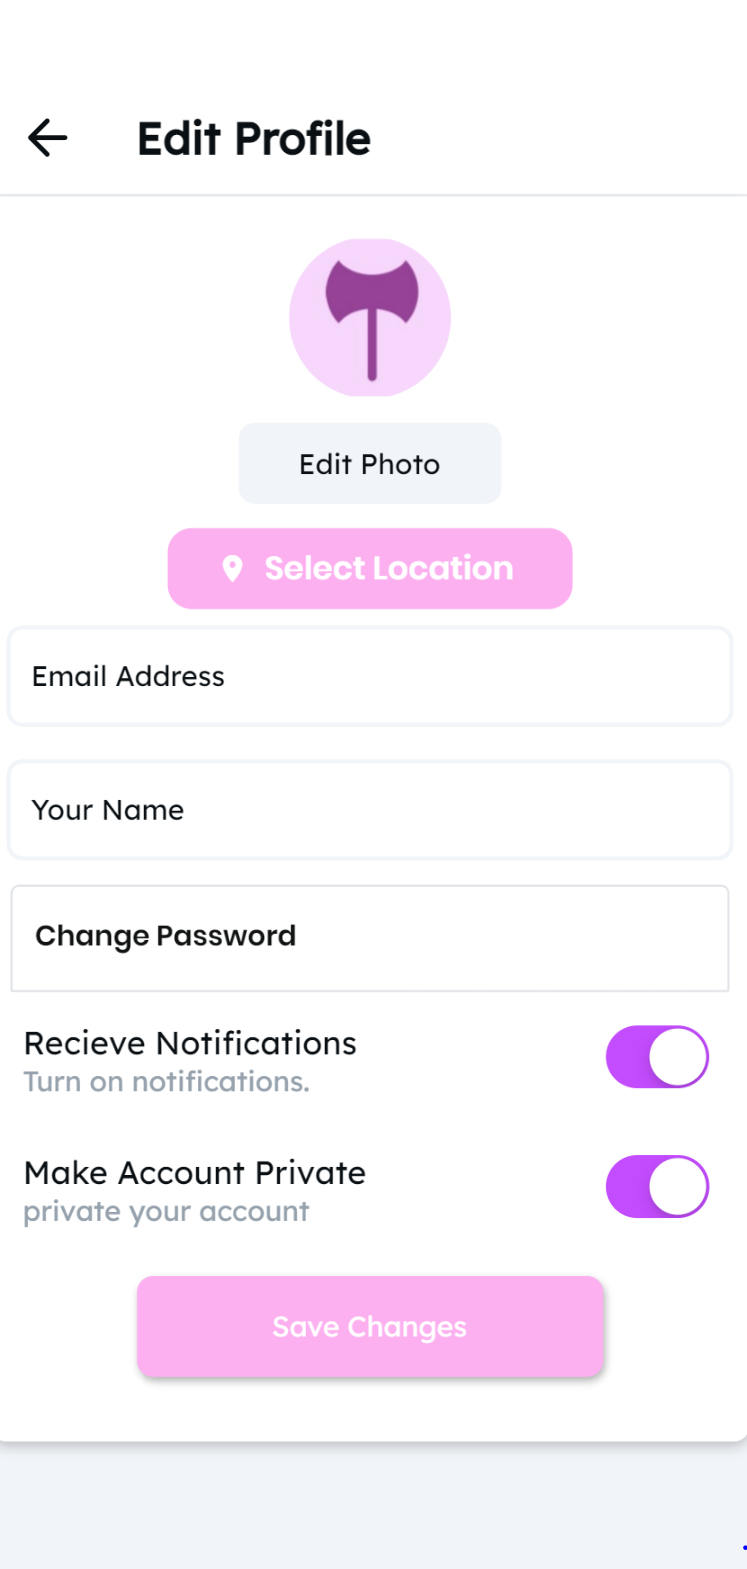 Edit Profile
Edit Photo
Select Location
Email Address
Your Name
Change Password
Recieve Notifications
Turn on notifications.
Make Account Private
private your account
Save Changes